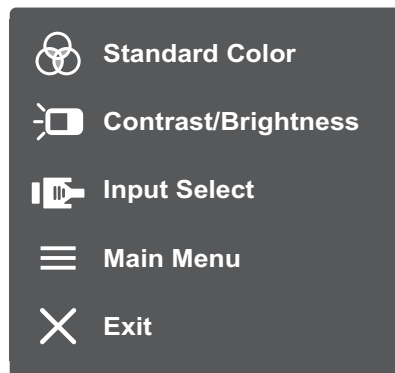 Standard Color
Contrast/Brightness
Input Select
Main Menu
Exit